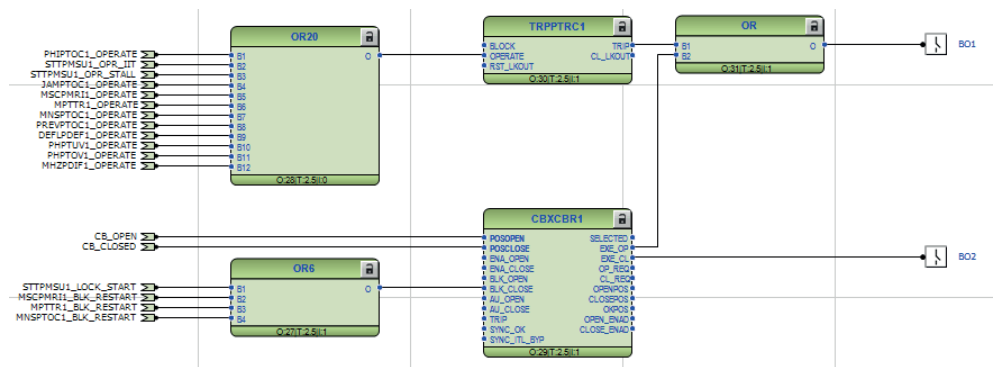 OR20
PHIPTOC1_OPERATE B1 O
STTPMSU1_OPR_IIT B2
STTPMSU1_OPR_STALL B3
JAMPTOC1_OPERATE B4
MSCPMRI1_OPERATE B5
MPTTR1_OPERATE B6
MNSPTOC1_OPERATE B7
PREVPTOC1_OPERATE B8
DEFLPDEF1_OPERATE B9
PHPTUV1_OPERATE B10
PHPTOV1_OPERATE B11
MHZPDIF1_OPERATE B12
O:28|T:2.5|I:0
TRPPTRC1
BLOCK TRIP
OPERATE CL_LKOUT
RST_LKOUT
O:30|T:2.5|I:1
OR
B1 O
B2
O:31|T:2.5|I:1
BO1
CBXCBR1
CB_OPEN POSOPEN SELECTED
CB_CLOSED POSCLOSE EXE_OP
ENA_OPEN EXE_CL
ENA_CLOSE OP_REQ
BLK_OPEN CL_REQ
BLK_CLOSE OPENPOS
AU_OPEN CLOSEPOS
AU_CLOSE OKPOS
TRIP OPEN_ENAD
SYNC_OK CLOSE_ENAD
SYNC_ITL_BYP
O:29|T:2.5|I:1
BO2
OR6
STTPMSU1_LOCK_START B1 O
MSCPMRI1_BLK_RESTART B2
MPTTR1_BLK_RESTART B3
MNSPTOC1_BLK_RESTART B4
O:27|T:2.5|I:1